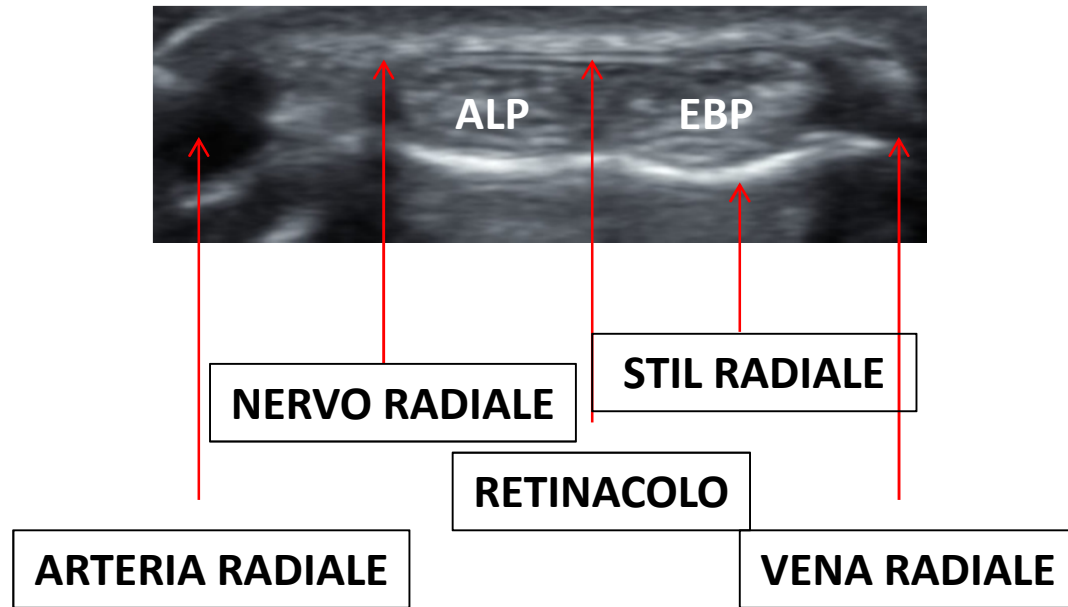 ALP EBP
STIL RADIALE
NERVO RADIALE
RETINACOLO
ARTERIA RADIALE
VENA RADIALE